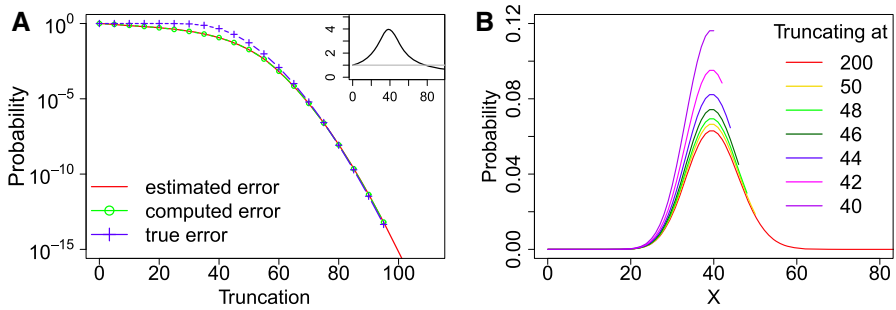 A
Probability
10^0
10^-5
10^-10
10^-15
0 20 40 60 80 100
Truncation
estimated error
computed error
true error
0 2 4
0 40 80
B
Probability
0.00 0.04 0.08 0.12
0 20 40 60 80
X
Truncating at
200
50
48
46
44
42
40